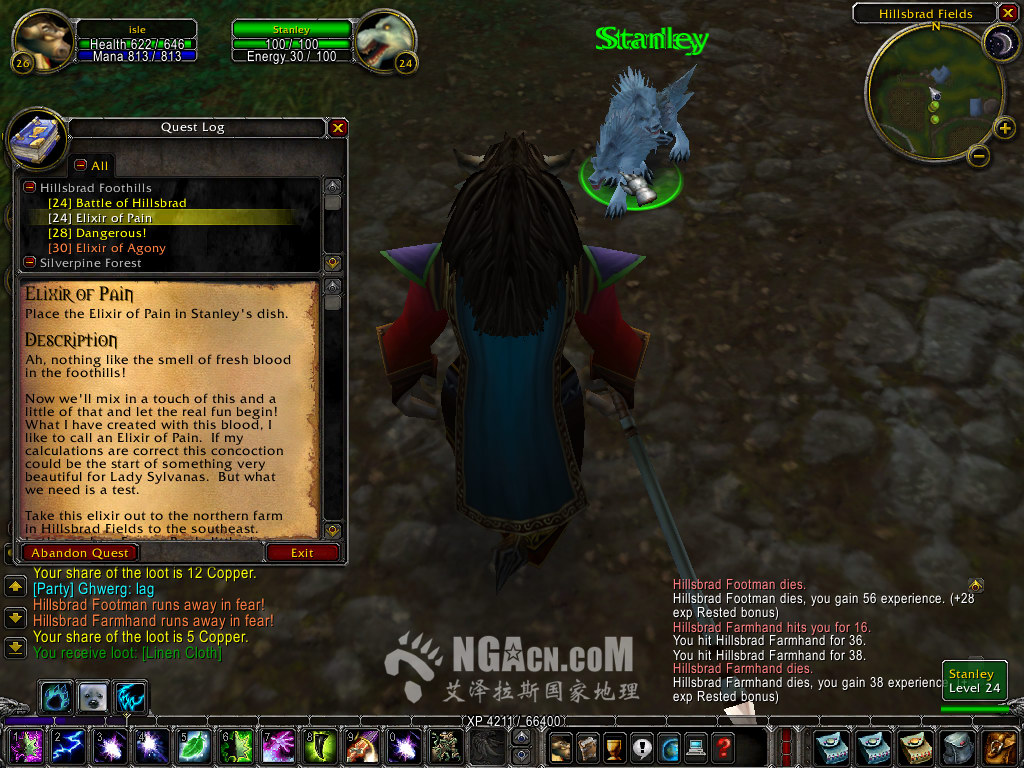 isle
Health 622 / 646
Mana 813 / 813
26
Stanley
100 / 100
Energy 30 / 100
24
Stanley
Hillsbrad Fields
N
Quest Log
All
Hillsbrad Foothills
[24] Battle of Hillsbrad
[24] Elixir of Pain
[28] Dangerous!
[30] Elixir of Agony
Silverpine Forest
Elixir of Pain
Place the Elixir of Pain in Stanley's dish.
Description
Ah, nothing like the smell of fresh blood
in the foothills!
Now we'll mix in a touch of this and a
little of that and let the real fun begin!
What I have created with this blood, I
like to call an Elixir of Pain. If my
calculations are correct this concoction
could be the start of something very
beautiful for Lady Sylvanas. But what
we need is a test.
Take this elixir out to the northern farm
in Hillsbrad Fields to the southeast.
Abandon Quest
Exit
Your share of the loot is 12 Copper.
[Party] Ghwerg: lag
Hillsbrad Footman runs away in fear!
Hillsbrad Farmhand runs away in fear!
Your share of the loot is 5 Copper.
You receive loot: [Linen Cloth]
Hillsbrad Footman dies.
Hillsbrad Footman dies, you gain 56 experience. (+28
exp Rested bonus)
Hillsbrad Farmhand hits you for 16.
You hit Hillsbrad Farmhand for 36.
You hit Hillsbrad Farmhand for 38.
Hillsbrad Farmhand dies.
Hillsbrad Farmhand dies, you gain 38 experience.
exp Rested bonus)
NGACN.COM
艾泽拉斯国家地理
Stanley
Level 24
XP 4211 / 66400
1 2 3 4 5 6 7 8 9 0